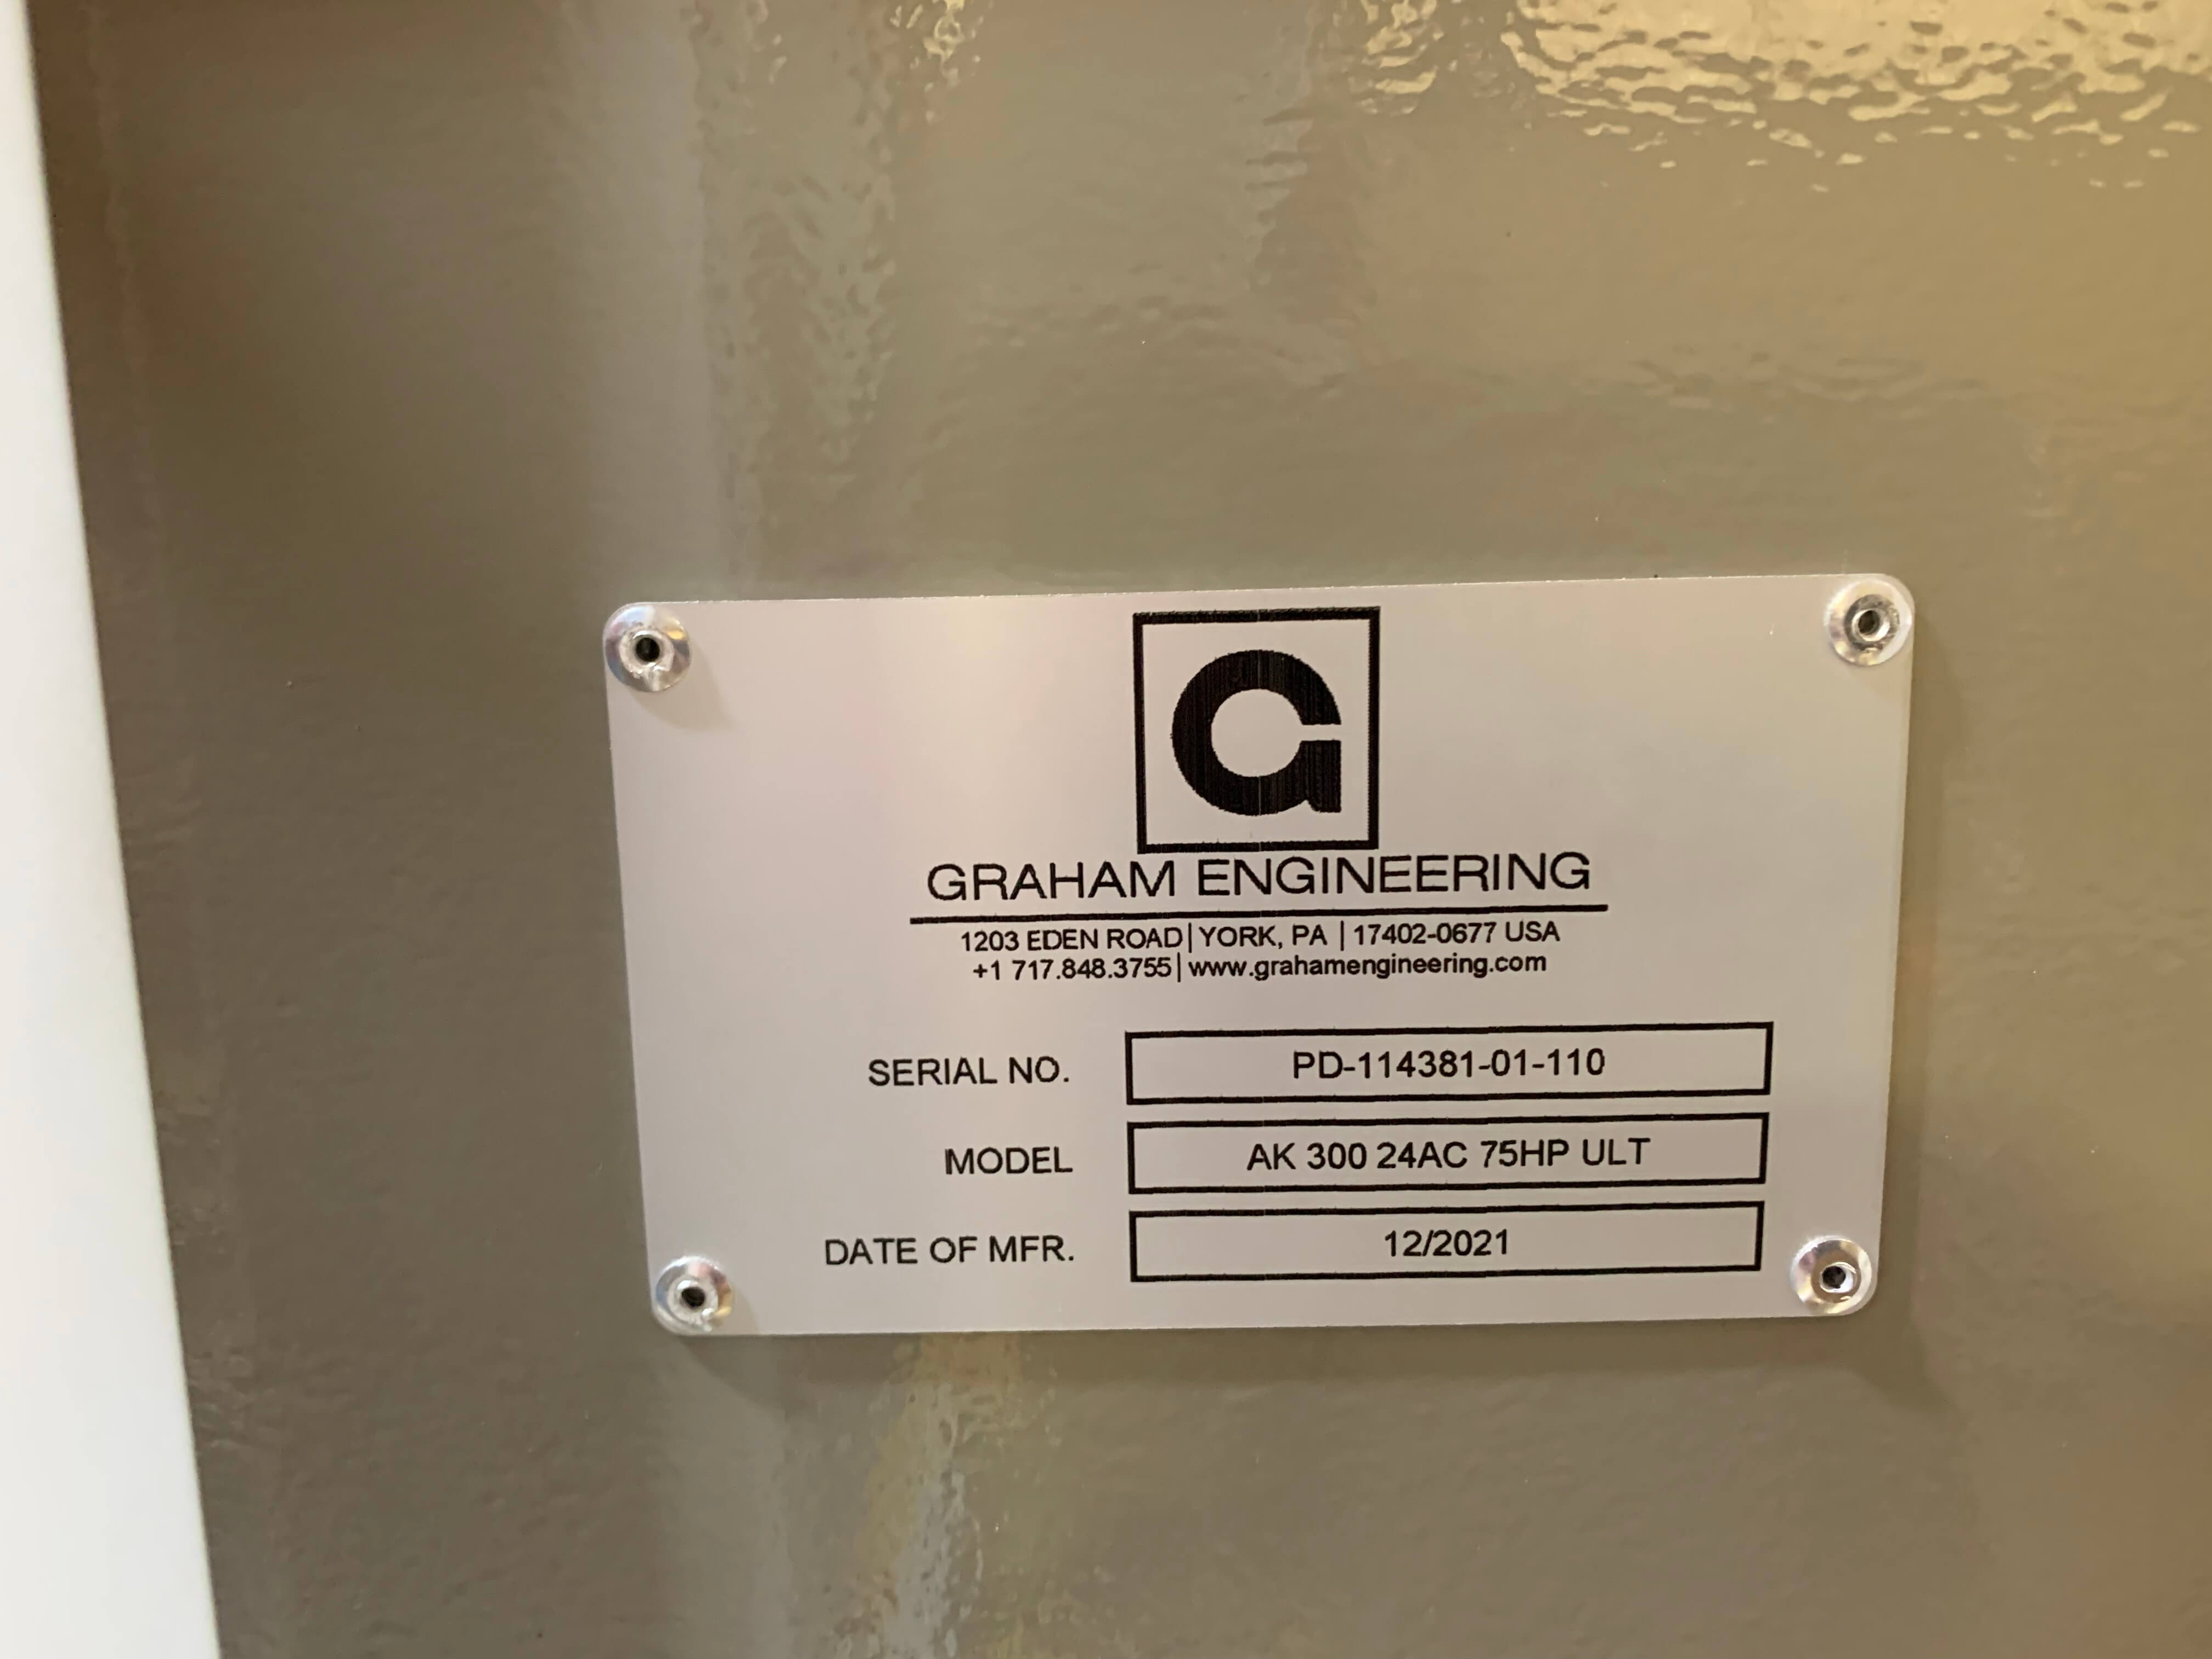 G
GRAHAM ENGINEERING
1203 EDEN ROAD | YORK, PA | 17402-0677 USA
+1 717.848.3755 | www.grahamengineering.com
SERIAL NO. PD-114381-01-110
MODEL AK 300 24AC 75HP ULT
DATE OF MFR. 12/2021